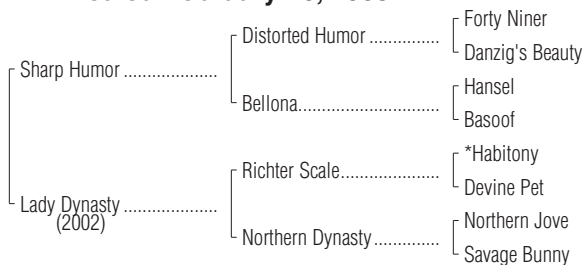 Forty Niner
Distorted Humor ................
Danzig's Beauty
Sharp Humor .....................
Hansel
Bellona................................
Basoof
*Habitony
Richter Scale......................
Devine Pet
Lady Dynasty .....................
(2002)
Northern Jove
Northern Dynasty...............
Savage Bunny